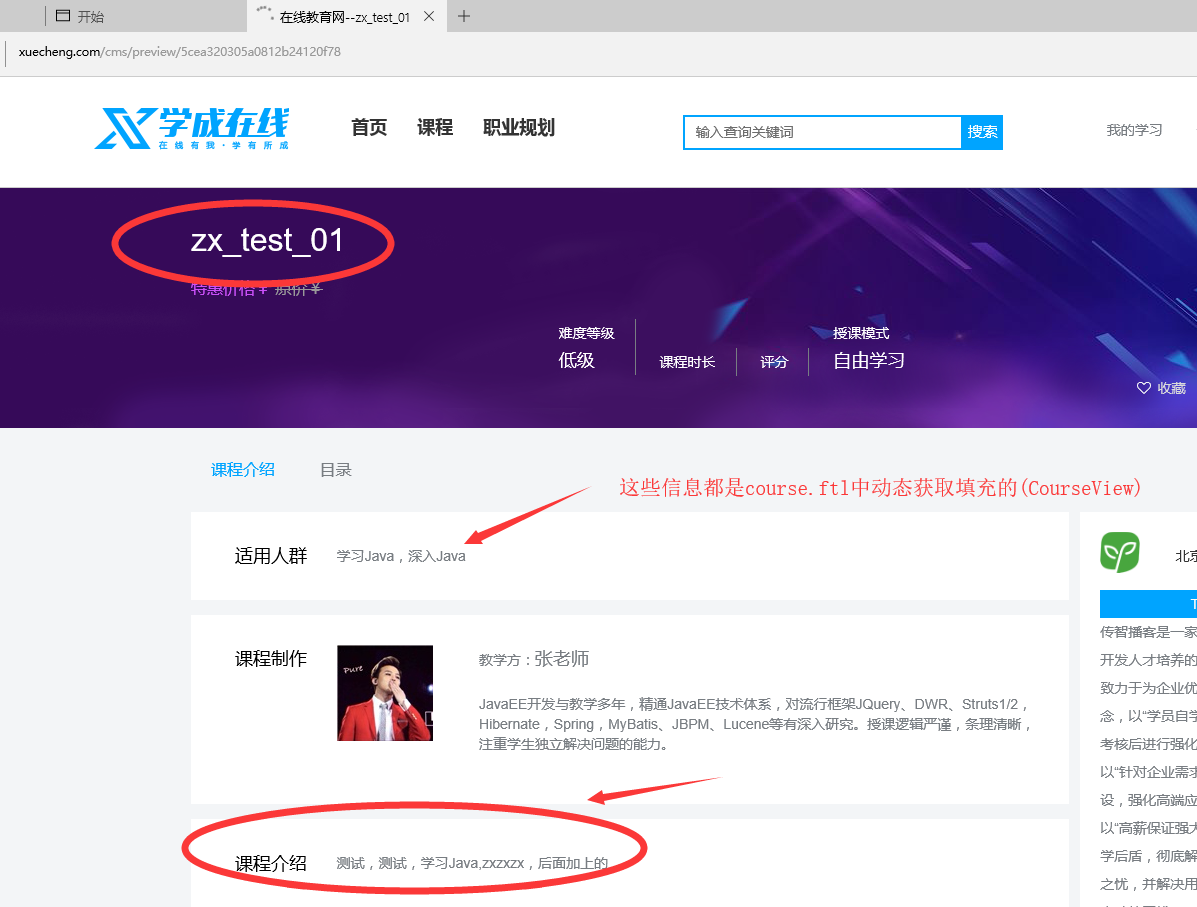 开始
在线教育网--zx_test_01
xuecheng.com/cms/preview/5cea320305a0812b24120f78
学成在线
在线有我·学有所成
首页 课程 职业规划
输入查询关键词 搜索
我的学习
zx_test_01
特惠价格¥ 原价¥
难度等级 授课模式
低级 课程时长 评分 自由学习
收藏
课程介绍 目录
这些信息都是course.ftl中动态获取填充的(CourseView)
适用人群 学习Java，深入Java
课程制作
Pure
教学方：张老师
JavaEE开发与教学多年，精通JavaEE技术体系，对流行框架JQuery、DWR、Struts1/2，
Hibernate，Spring，MyBatis、JBPM、Lucene等有深入研究。授课逻辑严谨，条理清晰，
注重学生独立解决问题的能力。
课程介绍 测试，测试，学习Java,zxzxzx，后面加上的
北京
T
传智播客是一家
开发人才培养的
致力于为企业优
念，以“学员自学
考核后进行强化
以“针对企业需求
设，强化高端应
以“高薪保证强大
学后盾，彻底解
之忧，并解决用